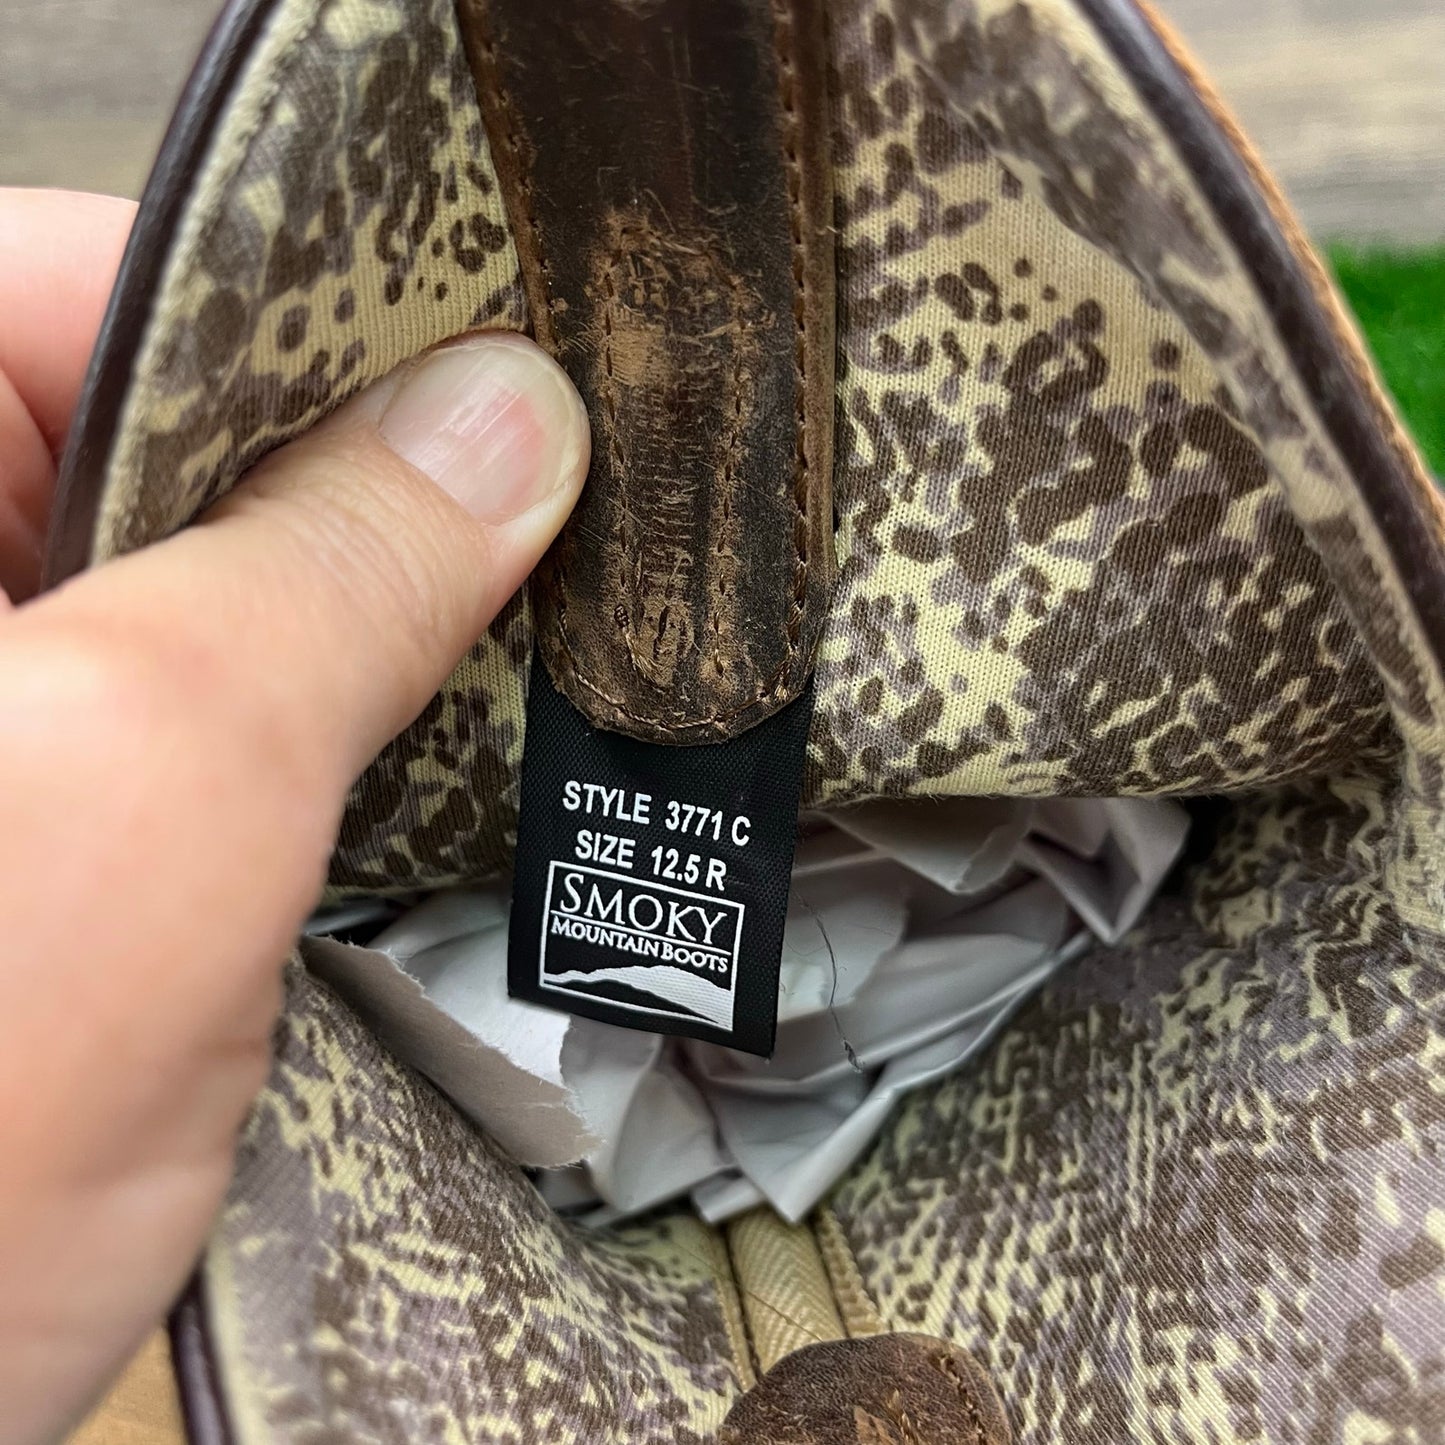 STYLE 3771 C
SIZE 12.5 R
SMOKY
MOUNTAIN BOOTS